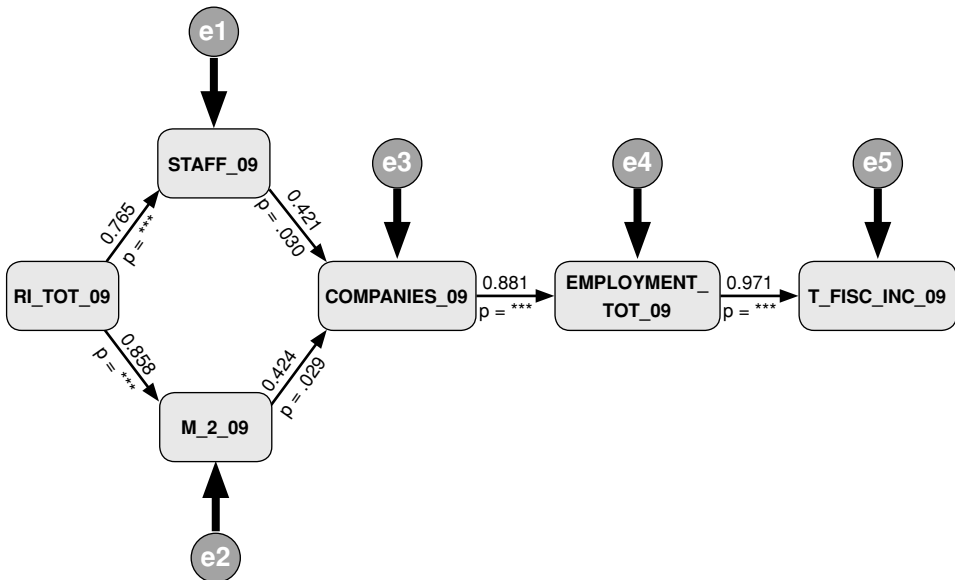 e1
STAFF_09
e3
e4
e5
0.765
p = ***
0.421
p = .030
RI_TOT_09
COMPANIES_09
0.881
p = ***
EMPLOYMENT_
TOT_09
0.971
p = ***
T_FISC_INC_09
0.858
p = ***
0.424
p = .029
M_2_09
e2